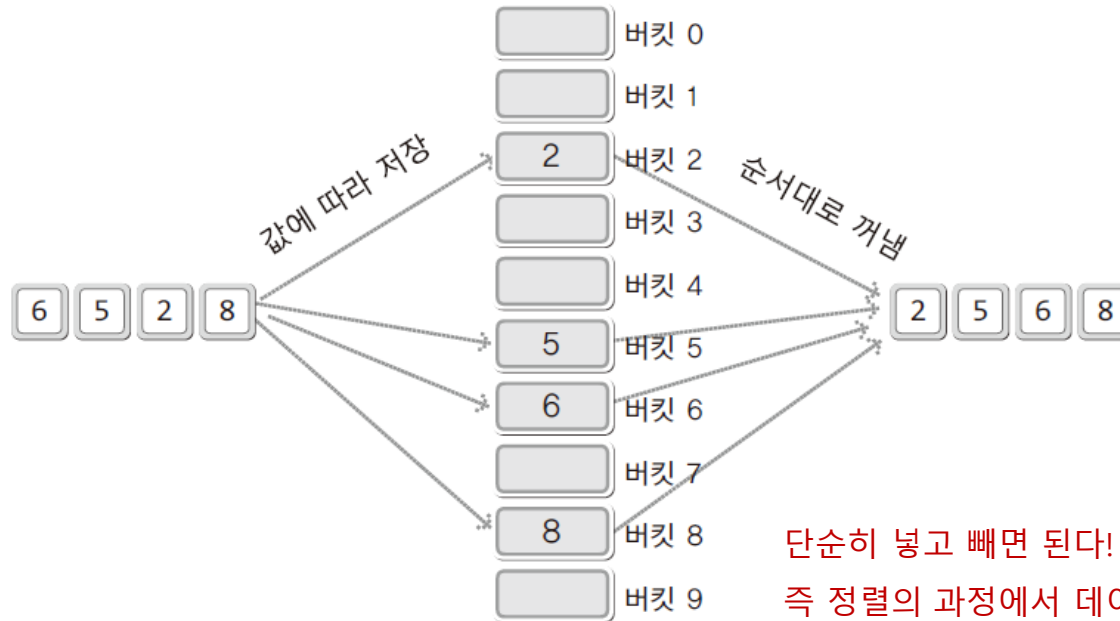 버킷 0
버킷 1
값에 따라 저장
2 버킷 2
순서대로 꺼냄
버킷 3
버킷 4
6 5 2 8
2 5 6 8
5 버킷 5
6 버킷 6
버킷 7
8 버킷 8
버킷 9
단순히 넣고 빼면 된다!
즉 정렬의 과정에서